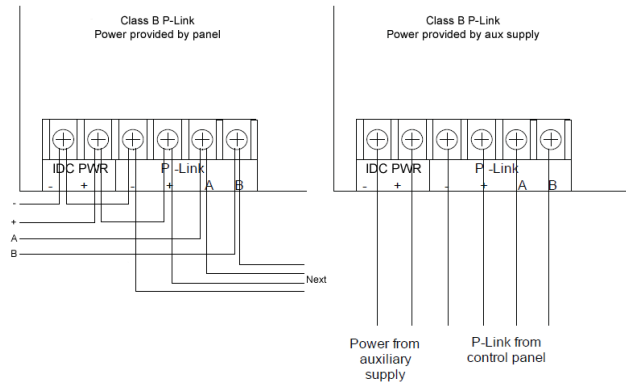 Class B P-Link
Power provided by panel
IDC PWR P -Link
- + - + A B
-
+
A
B
Next
Class B P-Link
Power provided by aux supply
IDC PWR P -Link
- + - + A B
Power from
auxiliary
supply
P-Link from
control panel